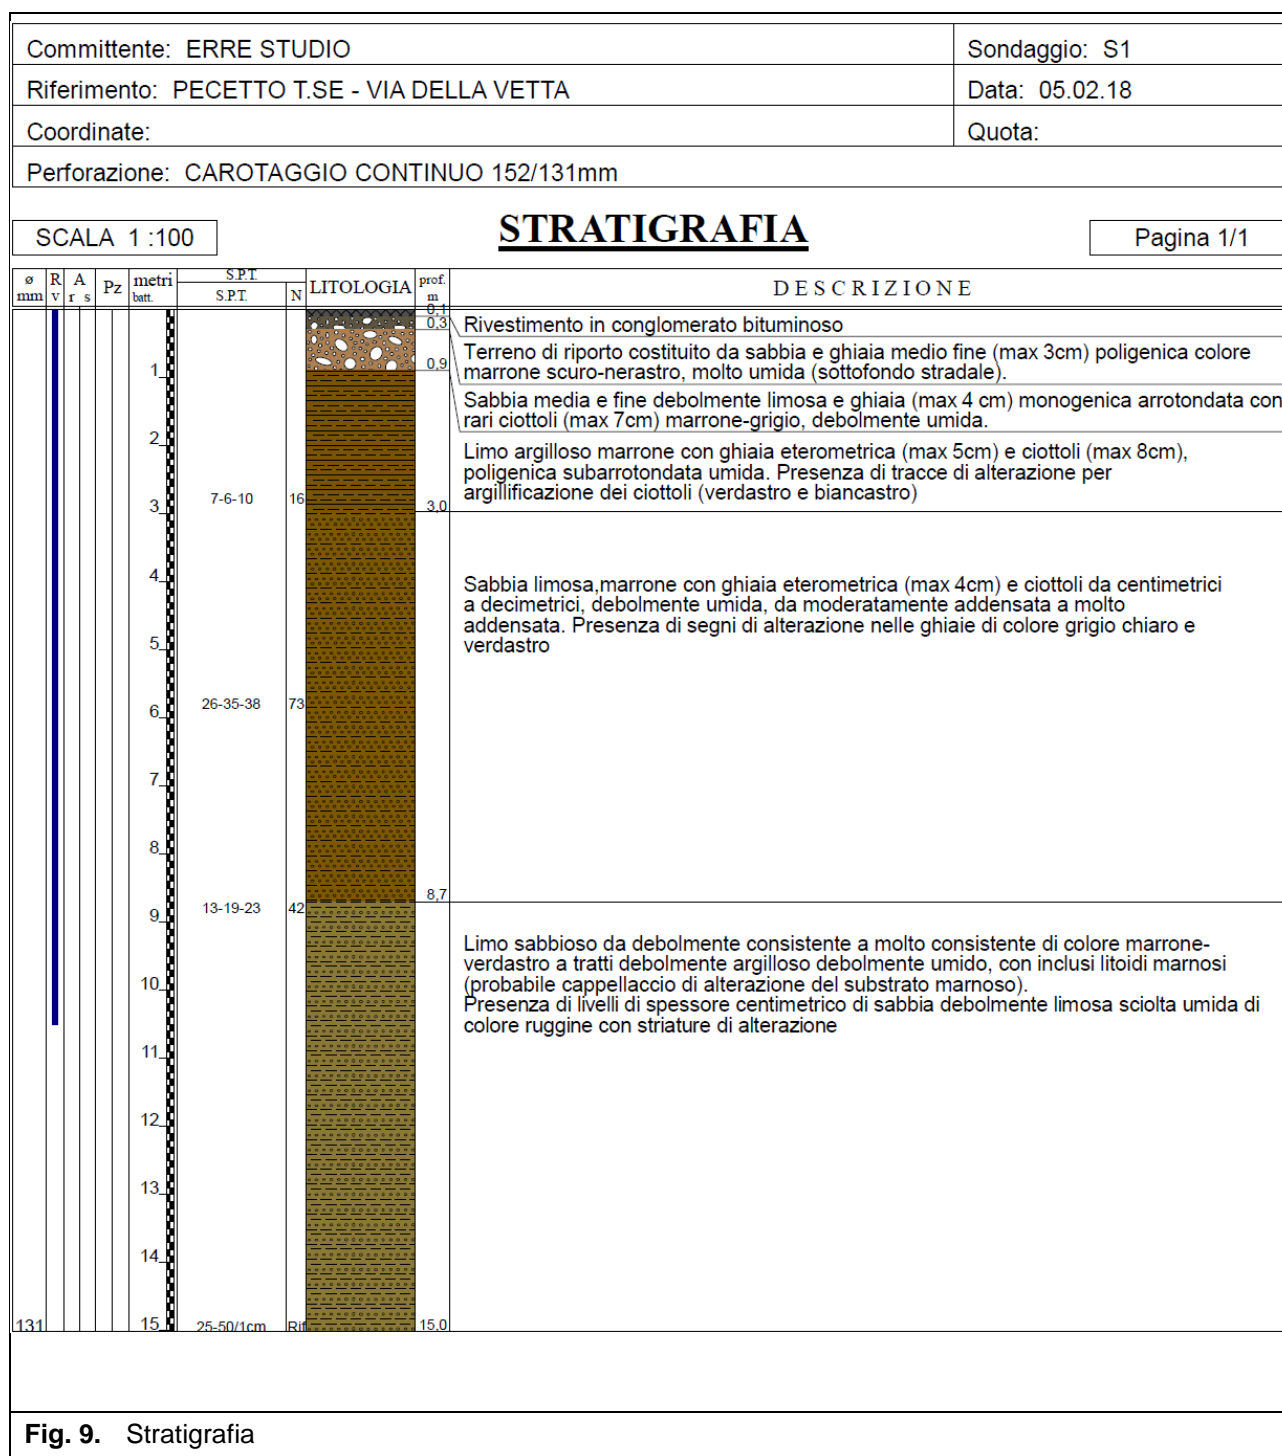 Committente: ERRE STUDIO
Sondaggio: S1
Riferimento: PECETTO T.SE - VIA DELLA VETTA
Data: 05.02.18
Coordinate:
Quota:
Perforazione: CAROTAGGIO CONTINUO 152/131mm
SCALA 1 :100
STRATIGRAFIA
Pagina 1/1
ø mm
R v
A r s
Pz
metri batt.
S.P.T.
S.P.T.
N
LITOLOGIA
prof. m
DESCRIZIONE
0,1
Rivestimento in conglomerato bituminoso
0,3
Terreno di riporto costituito da sabbia e ghiaia medio fine (max 3cm) poligenica colore
marrone scuro-nerastro, molto umida (sottofondo stradale).
0,9
1
Sabbia media e fine debolmente limosa e ghiaia (max 4 cm) monogenica arrotondata con
rari ciottoli (max 7cm) marrone-grigio, debolmente umida.
2
Limo argilloso marrone con ghiaia eterometrica (max 5cm) e ciottoli (max 8cm),
poligenica subarrotondata umida. Presenza di tracce di alterazione per
argillificazione dei ciottoli (verdastro e biancastro)
7-6-10
16
3
3,0
4
Sabbia limosa,marrone con ghiaia eterometrica (max 4cm) e ciottoli da centimetrici
a decimetrici, debolmente umida, da moderatamente addensata a molto
addensata. Presenza di segni di alterazione nelle ghiaie di colore grigio chiaro e
verdastro
5
26-35-38
73
6
7
8
8,7
13-19-23
42
9
Limo sabbioso da debolmente consistente a molto consistente di colore marrone-
verdastro a tratti debolmente argilloso debolmente umido, con inclusi litoidi marnosi
(probabile cappellaccio di alterazione del substrato marnoso).
10
Presenza di livelli di spessore centimetrico di sabbia debolmente limosa sciolta umida di
colore ruggine con striature di alterazione
11
12
13
14
131
15
25-50/1cm
Rif
15,0
Fig. 9. Stratigrafia